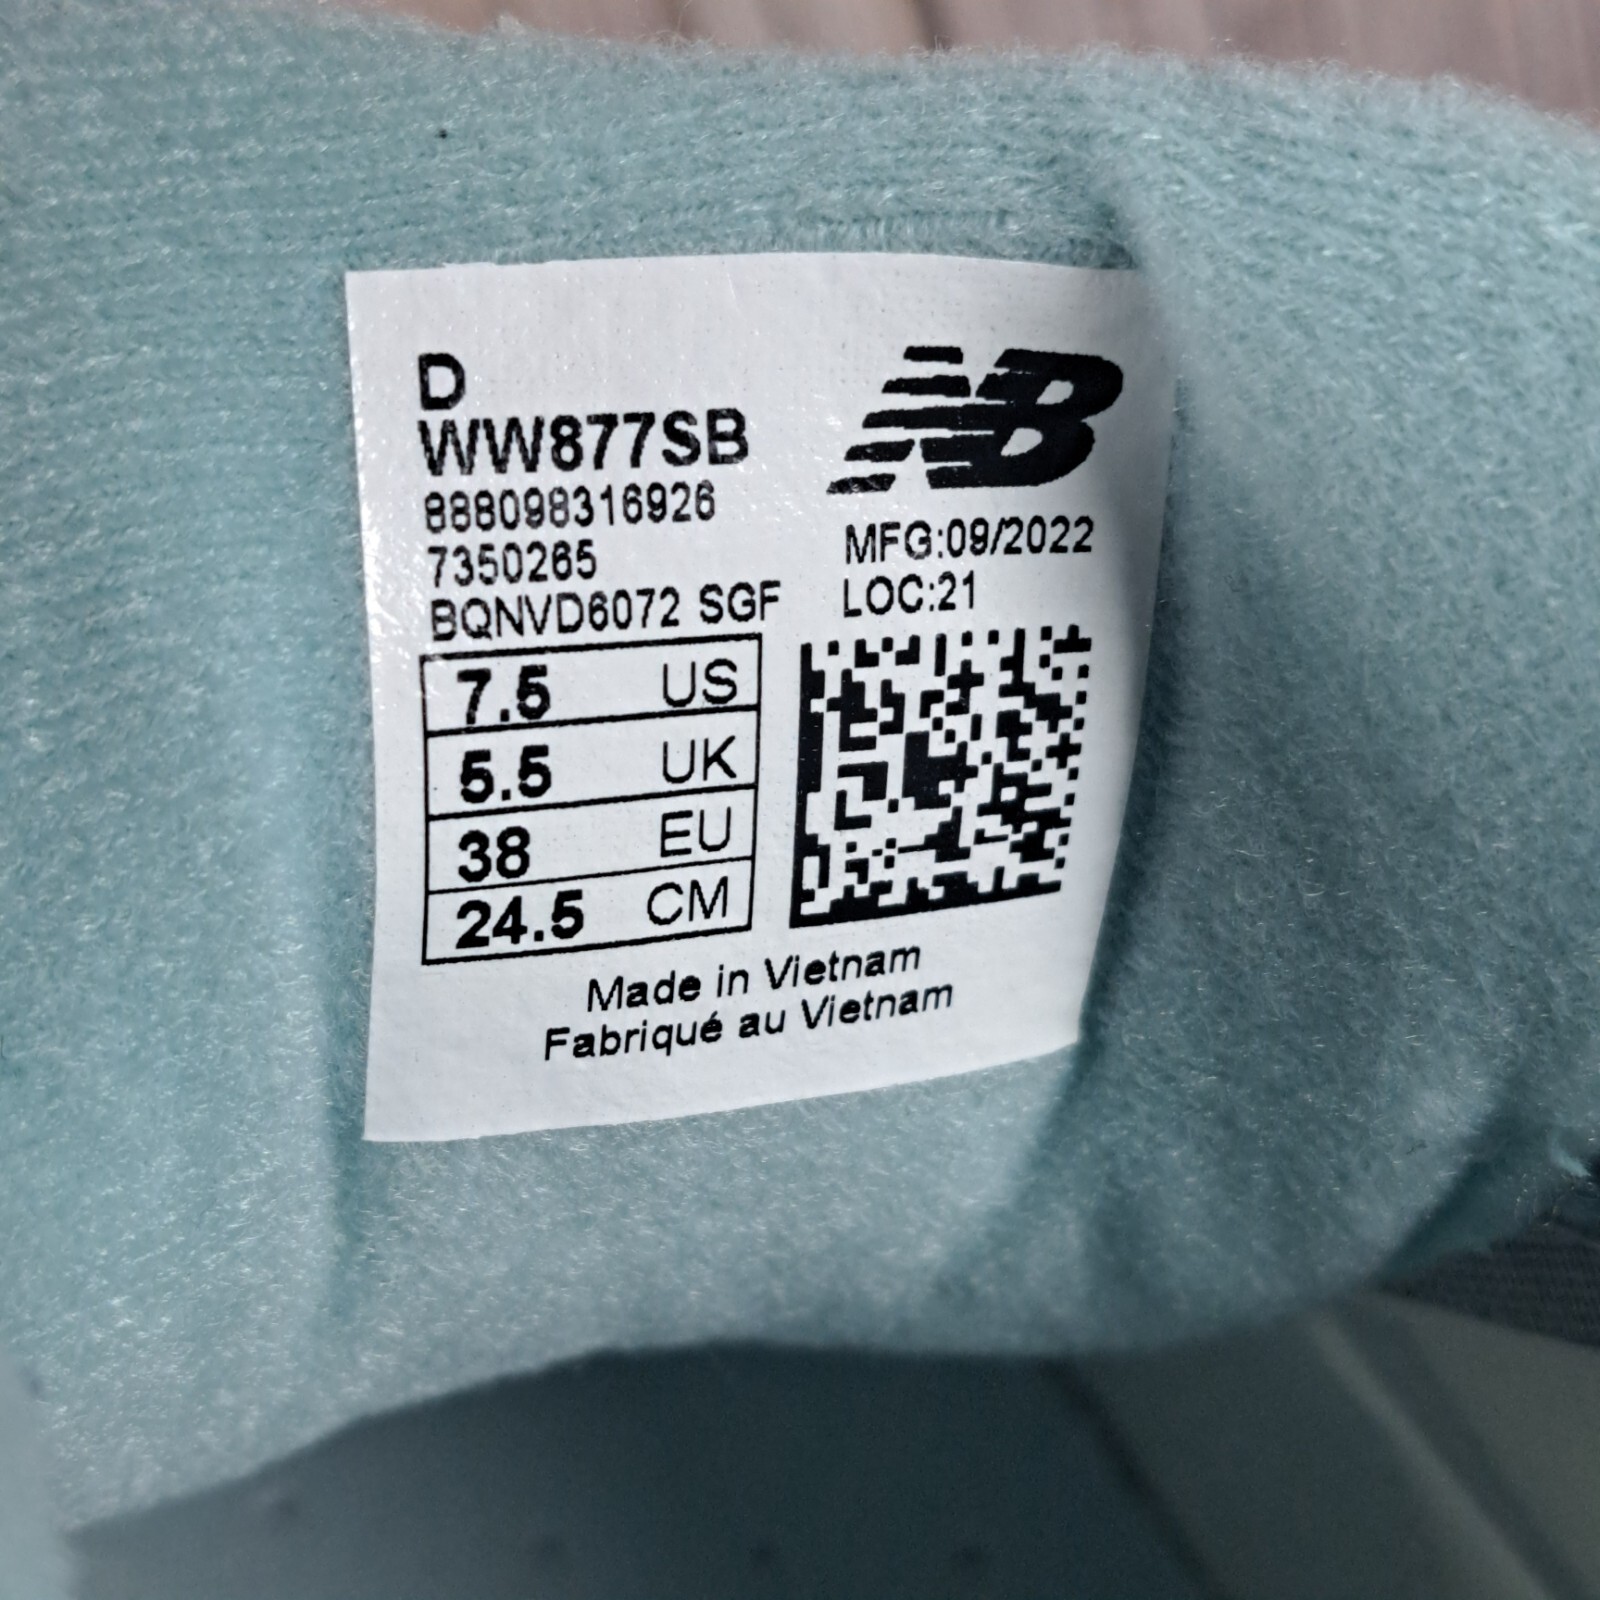 D
WW877SB
888098316926
7350265
BQNVD6072 SGF
NB
MFG:09/2022
LOC:21
7.5 US
5.5 UK
38 EU
24.5 CM
Made in Vietnam
Fabriqué au Vietnam